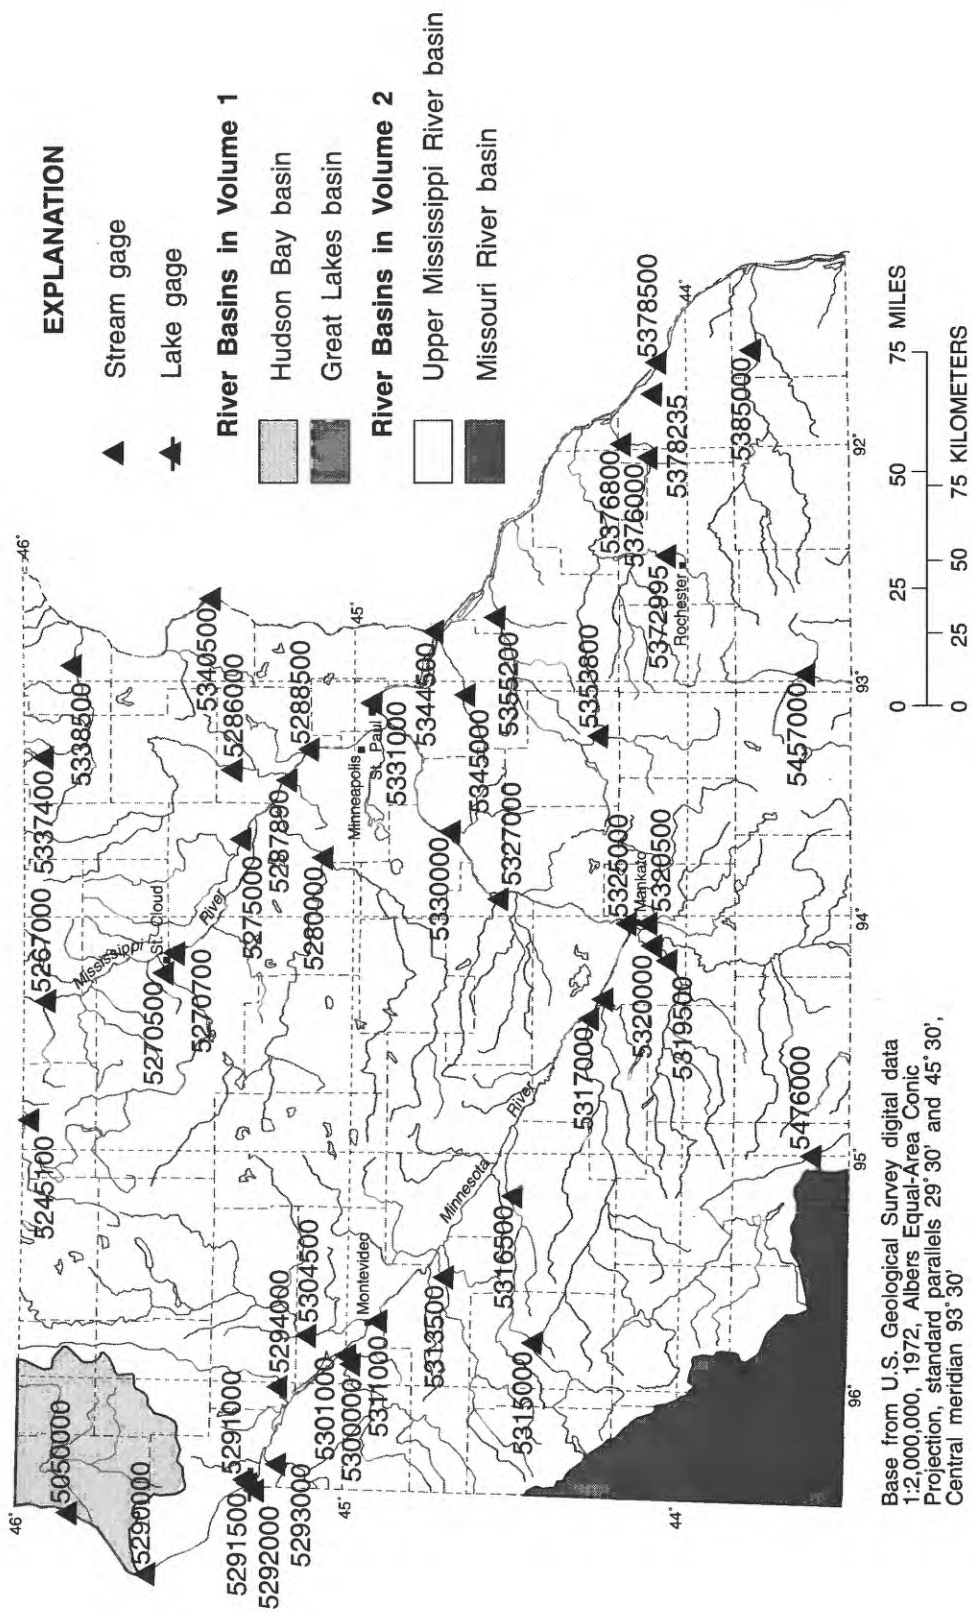 EXPLANATION
Stream gage
Lake gage
River Basins in Volume 1
Hudson Bay basin
Great Lakes basin
River Basins in Volume 2
Upper Mississippi River basin
Missouri River basin
46°
96°
95°
94°
93°
92°
46°
45°
45°
44°
44°
5050000
5290000
5245100
5267000
5337400
5338500
Mississippi
River
St. Cloud
5270500
5270700
5340500
5286000
5275000
5287890
5288500
5280000
Minneapolis
St. Paul
5331000
5291000
5291500
5292000
5293000
5294000
5304500
5301000
5300000
5311000
Montevideo
Minnesota
River
5313500
5316500
5315000
5330000
5344500
5345000
5327000
5355200
5353800
5317000
5325000
Mankato
5320500
5320000
5319500
5376800
5376000
5378235
5378500
5372995
Rochester
5385000
5457000
5476000
0 25 50 75 MILES
0 25 50 75 KILOMETERS
Base from U.S. Geological Survey digital data
1:2,000,000, 1972, Albers Equal-Area Conic
Projection, standard parallels 29°30' and 45°30',
Central meridian 93°30'